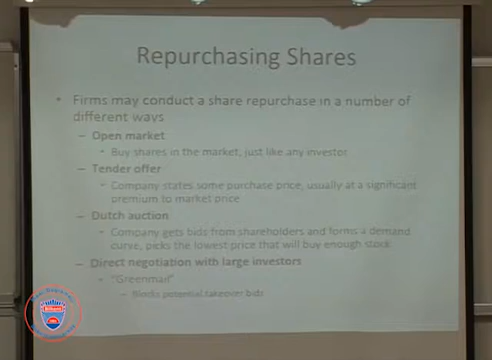 Repurchasing Shares
• Firms may conduct a share repurchase in a number of
different ways
– Open market
• Buy shares in the market, just like any investor
– Tender offer
• Company states some purchase price, usually at a significant
premium to market price
– Dutch auction
• Company gets bids from shareholders and forms a demand
curve, picks the lowest price that will buy enough stock
– Direct negotiation with large investors
• "Greenmail"
– Blocks potential takeover bids